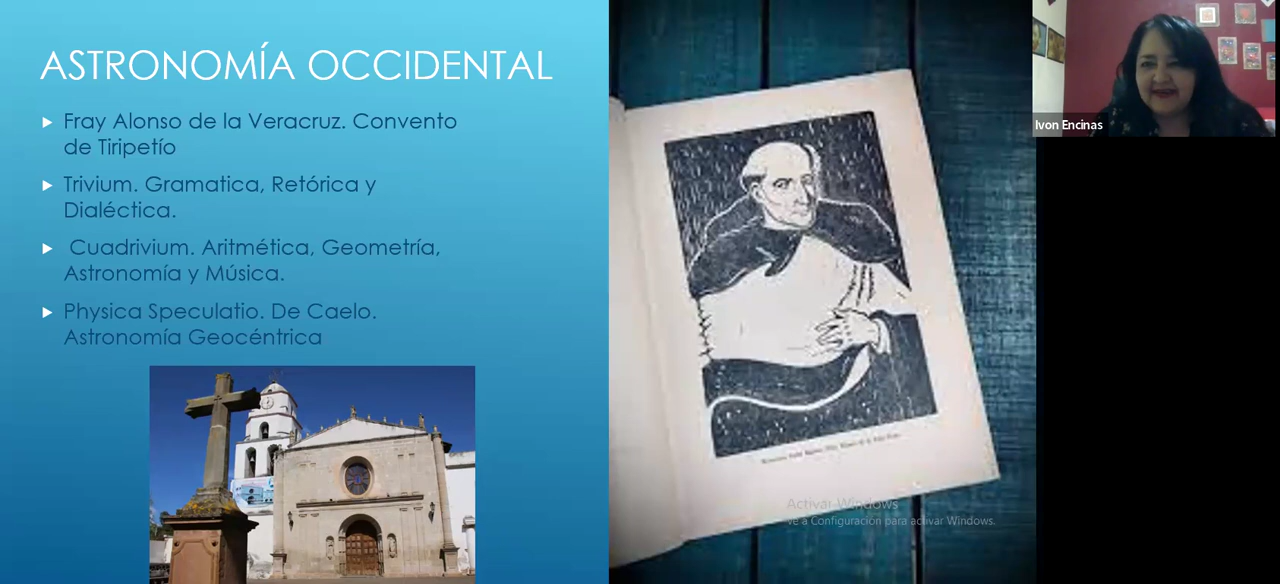 ASTRONOMÍA OCCIDENTAL
Fray Alonso de la Veracruz. Convento
de Tiripetío
Trivium. Gramatica, Retórica y
Dialéctica.
Cuadrivium. Aritmética, Geometría,
Astronomía y Música.
Physica Speculatio. De Caelo.
Astronomía Geocéntrica
Ivon Encinas
Activar Windows
Ve a Configuración para activar Windows.